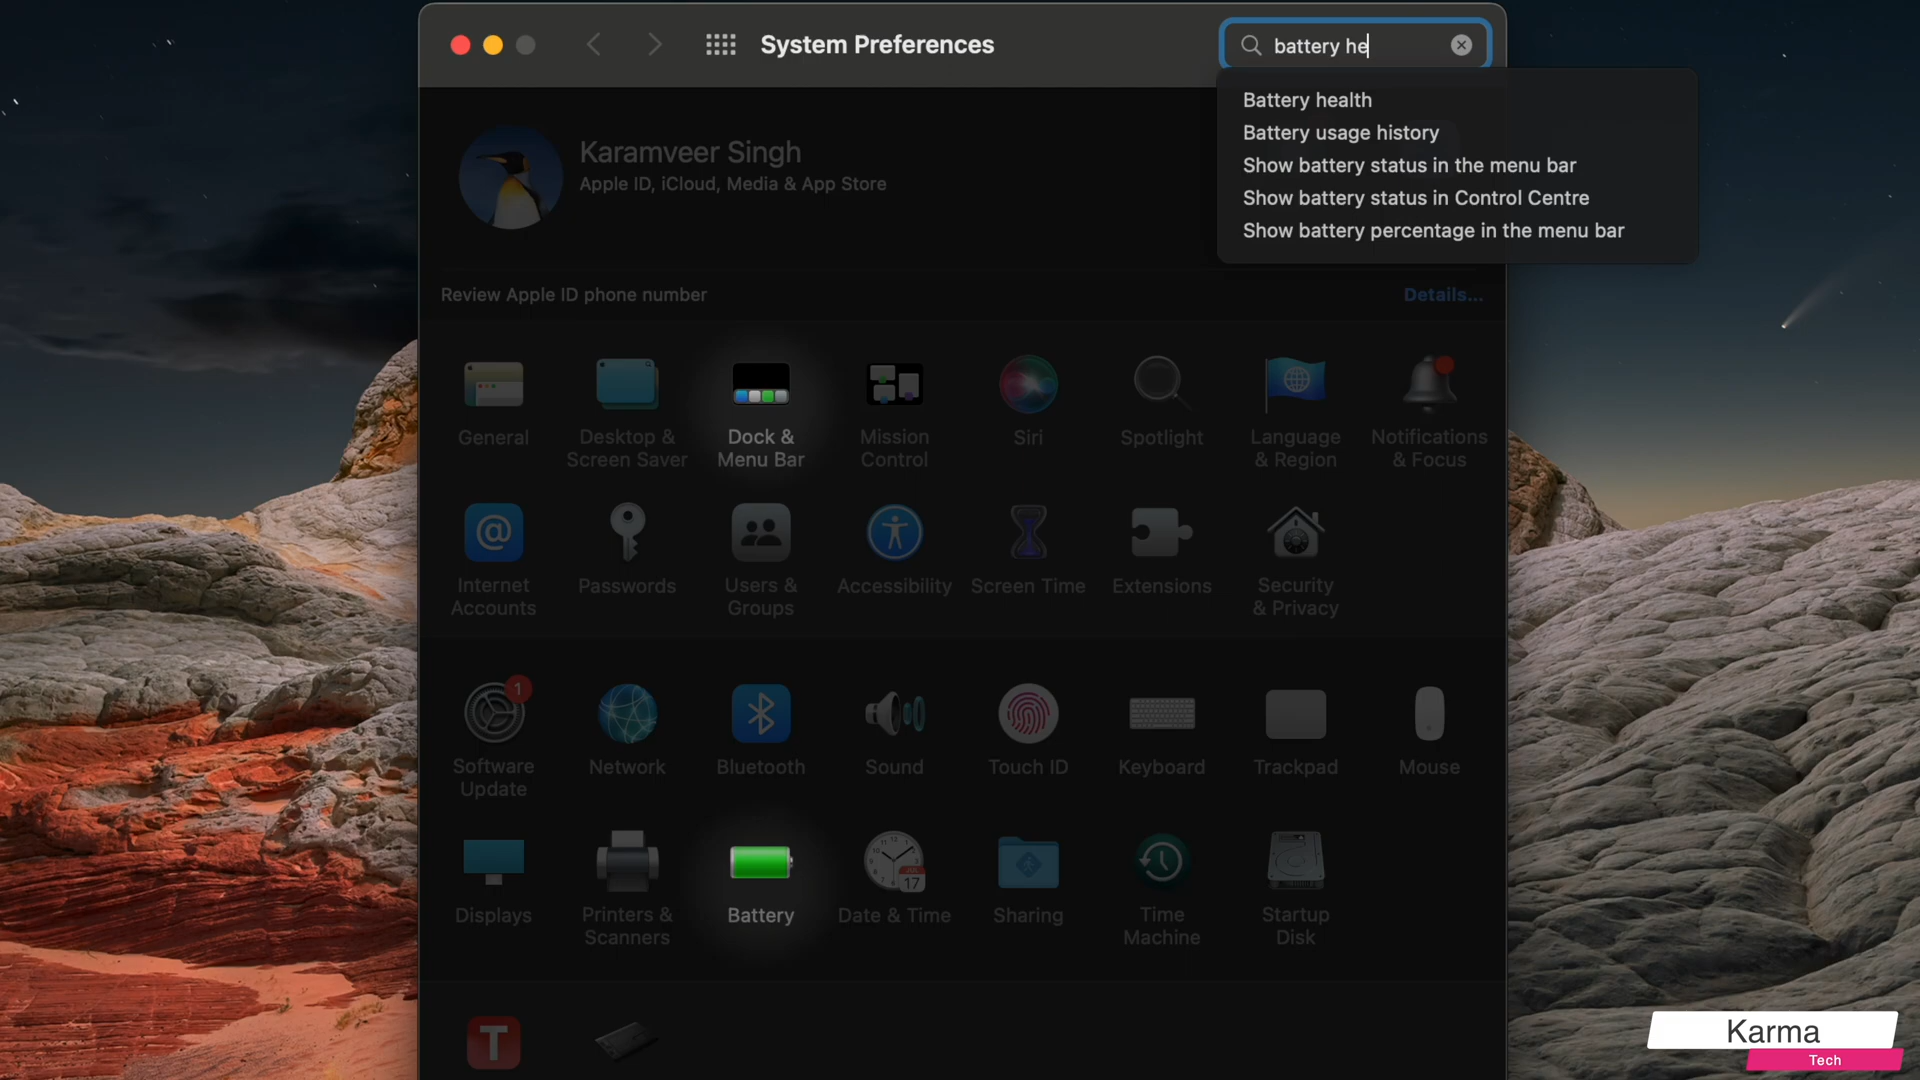 System Preferences
battery he
Battery health
Battery usage history
Show battery status in the menu bar
Show battery status in Control Centre
Show battery percentage in the menu bar
Karamveer Singh
Apple ID, iCloud, Media & App Store
Review Apple ID phone number
Details...
General
Desktop &
Screen Saver
Dock &
Menu Bar
Mission
Control
Siri
Spotlight
Language
& Region
Notifications
& Focus
Internet
Accounts
Passwords
Users &
Groups
Accessibility
Screen Time
Extensions
Security
& Privacy
1
Software
Update
Network
Bluetooth
Sound
Touch ID
Keyboard
Trackpad
Mouse
Displays
Printers &
Scanners
Battery
17
Date & Time
Sharing
Time
Machine
Startup
Disk
T
Karma
Tech